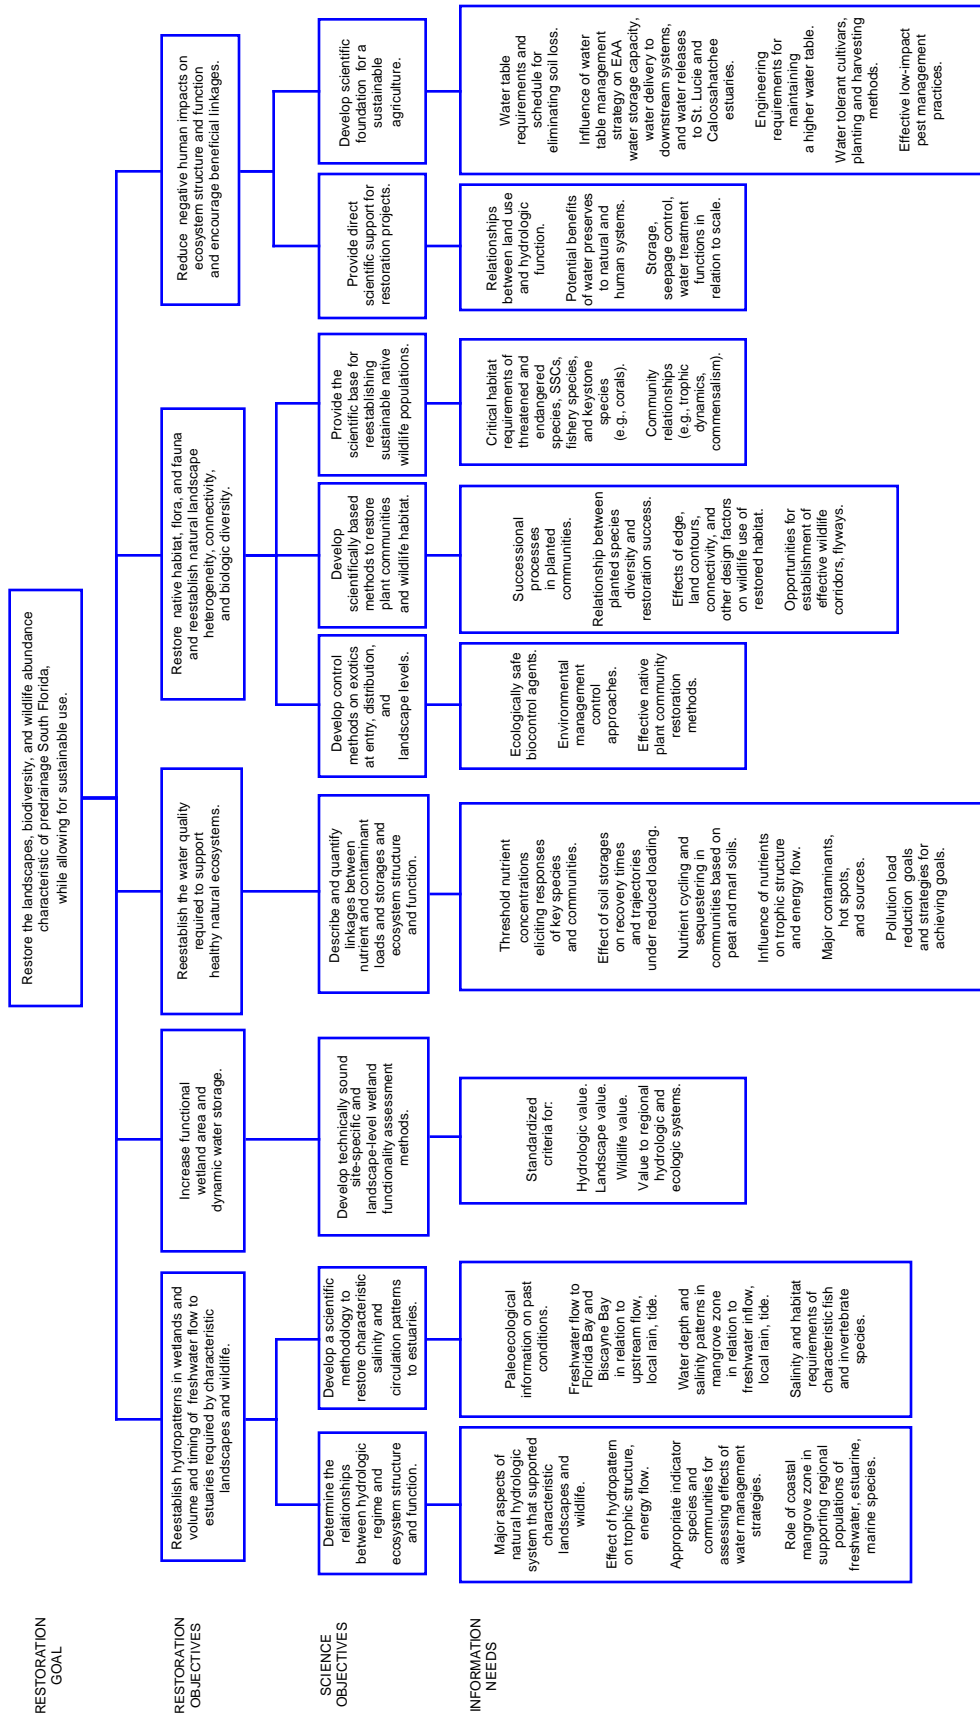 RESTORATION
GOAL
Restore the landscapes, biodiversity, and wildlife abundance
characteristic of predrainage South Florida,
while allowing for sustainable use.
RESTORATION
OBJECTIVES
Reestablish hydropatterns in wetlands and
volume and timing of freshwater flow to
estuaries required by characteristic
landscapes and wildlife.
Increase functional
wetland area and
dynamic water storage.
Reestablish the water quality
required to support
healthy natural ecosystems.
Restore native habitat, flora, and fauna
and reestablish natural landscape
heterogeneity, connectivity,
and biologic diversity.
Reduce negative human impacts on
ecosystem structure and function
and encourage beneficial linkages.
SCIENCE
OBJECTIVES
Determine the
relationships
between hydrologic
regime and
ecosystem structure
and function.
Develop a scientific
methodology to
restore characteristic
salinity and
circulation patterns
to estuaries.
Develop technically sound
site-specific and
landscape-level wetland
functionality assessment
methods.
Describe and quantify
linkages between
nutrient and contaminant
loads and storages and
ecosystem structure
and function.
Develop control
methods on exotics
at entry, distribution,
and
landscape levels.
Develop
scientifically based
methods to restore
plant communities
and wildlife habitat.
Provide the
scientific base for
reestablishing
sustainable native
wildlife populations.
Provide direct
scientific support for
restoration projects.
Develop scientific
foundation for a
sustainable
agriculture.
INFORMATION
NEEDS
Major aspects of
natural hydrologic
system that supported
characteristic
landscapes and
wildlife.
Effect of hydropattern
on trophic structure,
energy flow.
Appropriate indicator
species and
communities for
assessing effects of
water management
strategies.
Role of coastal
mangrove zone in
supporting regional
populations of
freshwater, estuarine,
marine species.
Paleoecological
information on past
conditions.
Freshwater flow to
Florida Bay and
Biscayne Bay
in relation to
upstream flow,
local rain, tide.
Water depth and
salinity patterns in
mangrove zone
in relation to
freshwater inflow,
local rain, tide.
Salinity and habitat
requirements of
characteristic fish
and invertebrate
species.
Standardized
criteria for:
Hydrologic value.
Landscape value.
Wildlife value.
Value to regional
hydrologic and
ecologic systems.
Threshold nutrient
concentrations
eliciting responses
of key species
and communities.
Effect of soil storages
on recovery times
and trajectories
under reduced loading.
Nutrient cycling and
sequestering in
communities based on
peat and marl soils.
Influence of nutrients
on trophic structure
and energy flow.
Major contaminants,
hot spots,
and sources.
Pollution load
reduction goals
and strategies for
achieving goals.
Ecologically safe
biocontrol agents.
Environmental
management
control
approaches.
Effective native
plant community
restoration
methods.
Successional
processes
in planted
communities.
Relationship between
planted species
diversity and
restoration success.
Effects of edge,
land contours,
connectivity, and
other design factors
on wildlife use of
restored habitat.
Opportunities for
establishment of
effective wildlife
corridors, flyways.
Critical habitat
requirements of
threatened and
endangered
species, SSCs,
fishery species,
and keystone
species
(e.g., corals).
Community
relationships
(e.g., trophic
dynamics,
commensalism).
Relationships
between land use
and hydrologic
function.
Potential benefits
of water preserves
to natural and
human systems.
Storage,
seepage control,
water treatment
functions in
relation to scale.
Water table
requirements and
schedule for
eliminating soil loss.
Influence of water
table management
strategy on EAA
water storage capacity,
water delivery to
downstream systems,
and water releases
to St. Lucie and
Caloosahatchee
estuaries.
Engineering
requirements for
maintaining
a higher water table.
Water tolerant cultivars,
planting and harvesting
methods.
Effective low-impact
pest management
practices.